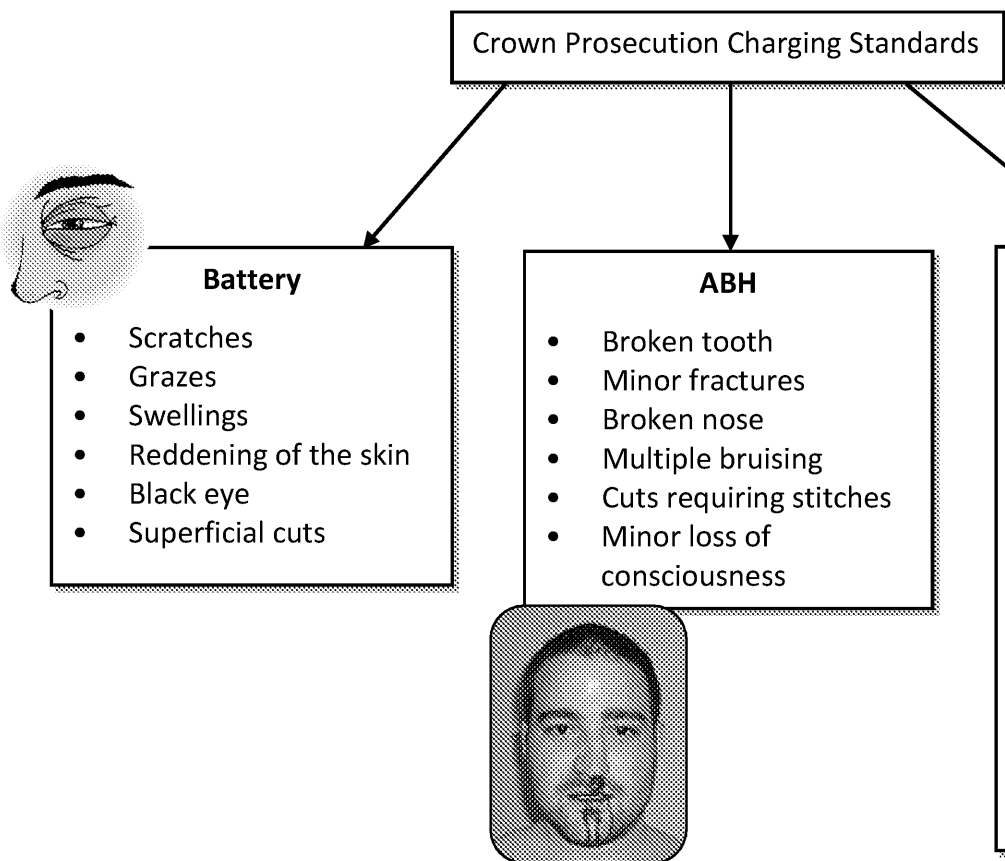 Crown Prosecution Charging Standards
Battery
• Scratches
• Grazes
• Swellings
• Reddening of the skin
• Black eye
• Superficial cuts
ABH
• Broken tooth
• Minor fractures
• Broken nose
• Multiple bruising
• Cuts requiring stitches
• Minor loss of
consciousness